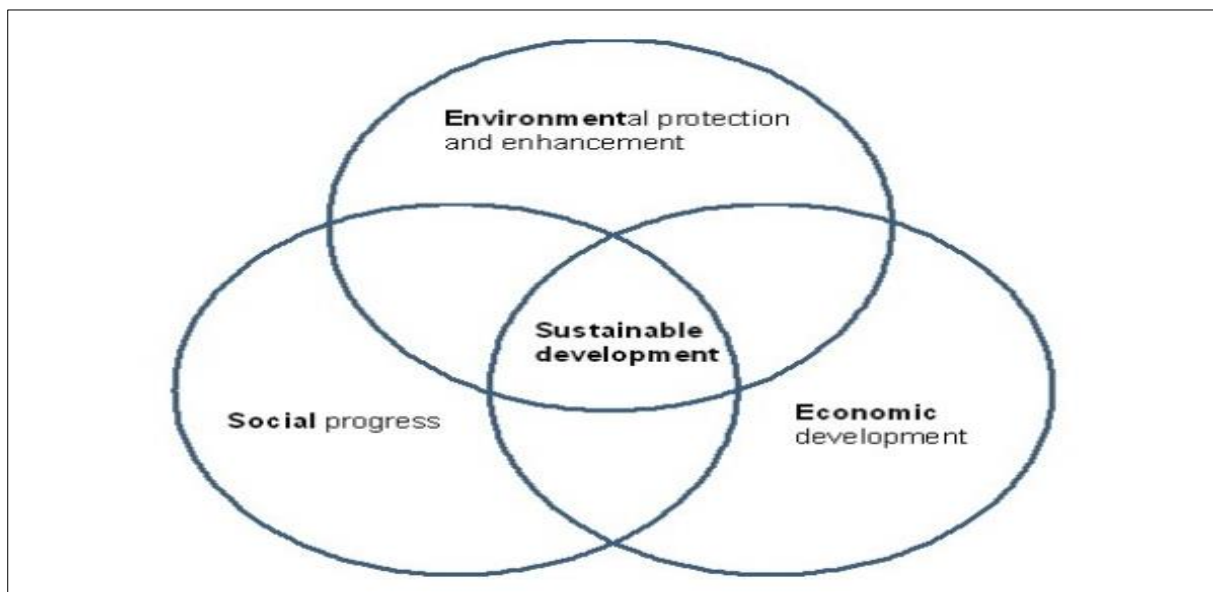 Environmental protection
and enhancement
Sustainable
development
Social progress
Economic
development